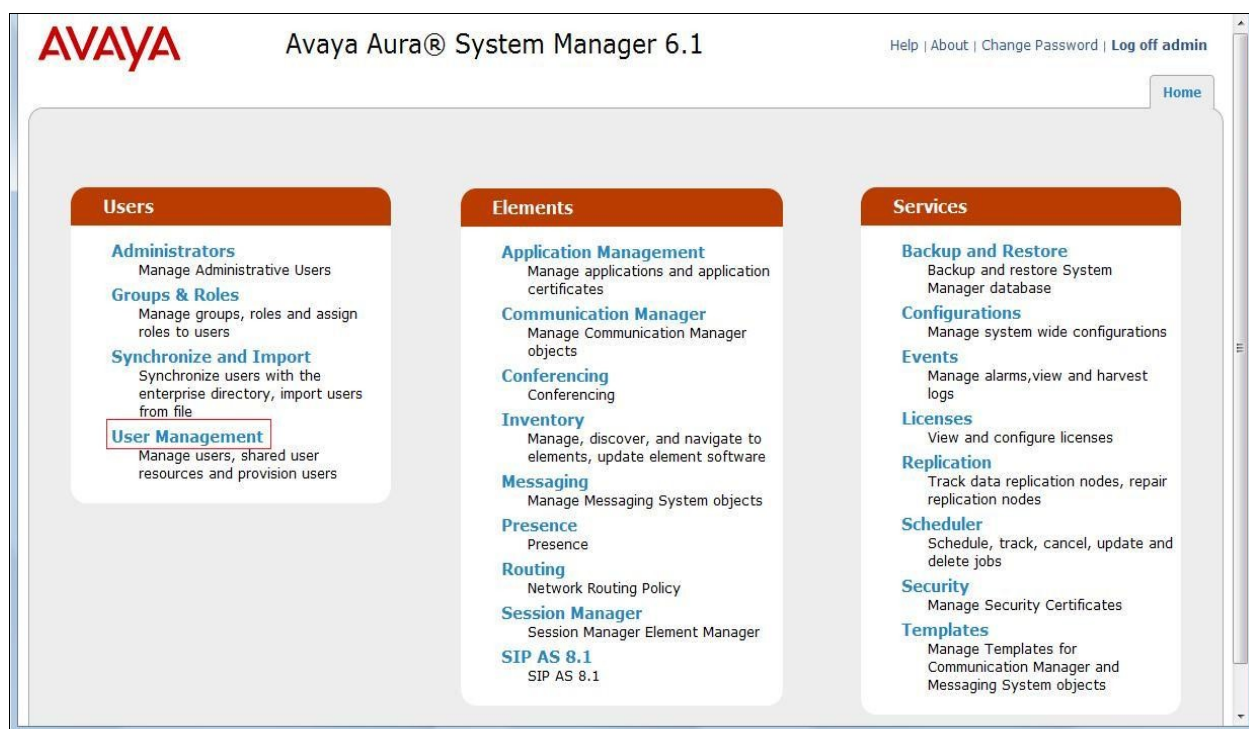 AVAYA
Avaya Aura® System Manager 6.1
Help | About | Change Password | Log off admin
Home
Users
Administrators
Manage Administrative Users
Groups & Roles
Manage groups, roles and assign
roles to users
Synchronize and Import
Synchronize users with the
enterprise directory, import users
from file
User Management
Manage users, shared user
resources and provision users
Elements
Application Management
Manage applications and application
certificates
Communication Manager
Manage Communication Manager
objects
Conferencing
Conferencing
Inventory
Manage, discover, and navigate to
elements, update element software
Messaging
Manage Messaging System objects
Presence
Presence
Routing
Network Routing Policy
Session Manager
Session Manager Element Manager
SIP AS 8.1
SIP AS 8.1
Services
Backup and Restore
Backup and restore System
Manager database
Configurations
Manage system wide configurations
Events
Manage alarms,view and harvest
logs
Licenses
View and configure licenses
Replication
Track data replication nodes, repair
replication nodes
Scheduler
Schedule, track, cancel, update and
delete jobs
Security
Manage Security Certificates
Templates
Manage Templates for
Communication Manager and
Messaging System objects